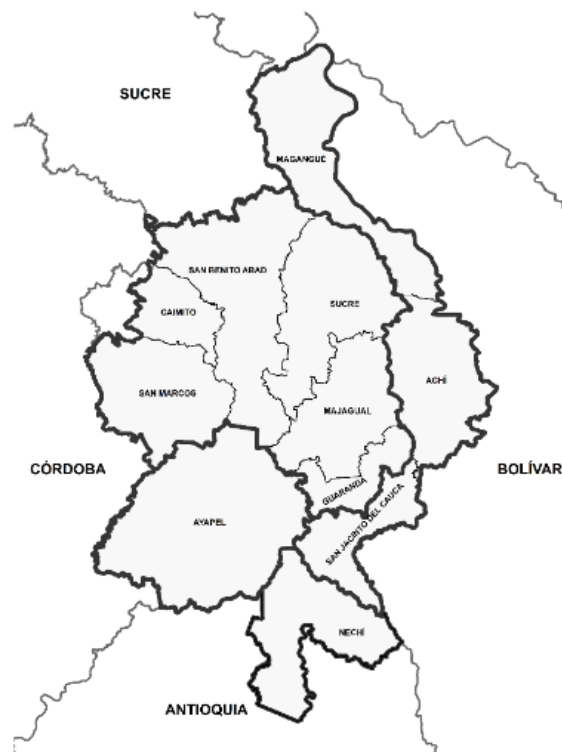 SUCRE
MAGANGUÉ
SAN BENITO ABAD
CAIMITO
SUCRE
SAN MARCOS
ACHÍ
MAJAGUAL
CÓRDOBA
BOLÍVAR
GUARANDA
AYAPEL
SAN JACINTO DEL CAUCA
NECHÍ
ANTIOQUIA